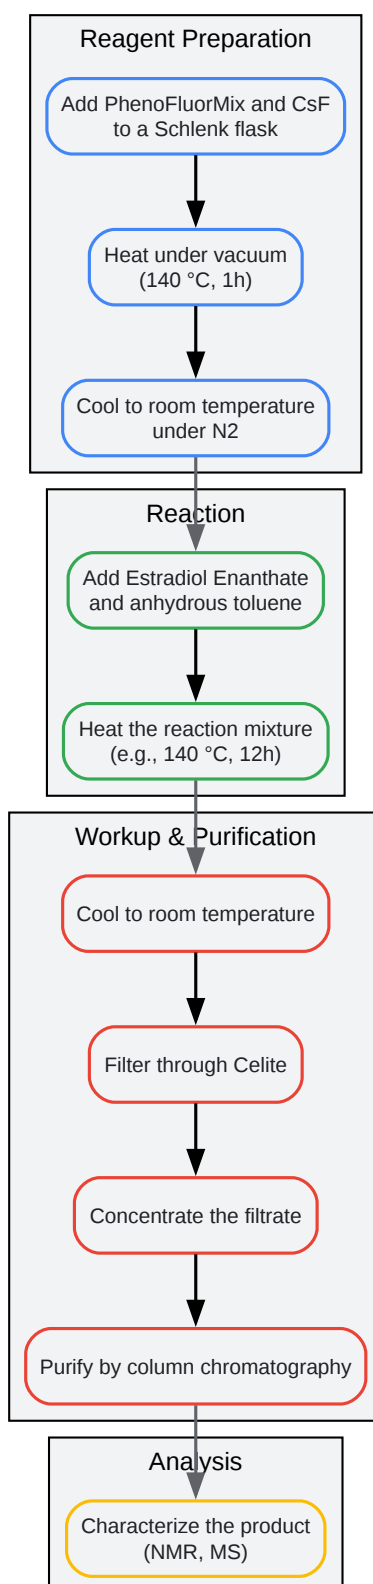 Reagent Preparation
Add PhenoFluorMix and CsF
to a Schlenk flask
Heat under vacuum
(140 °C, 1h)
Cool to room temperature
under N2
Reaction
Add Estradiol Enanthate
and anhydrous toluene
Heat the reaction mixture
(e.g., 140 °C, 12h)
Workup & Purification
Cool to room temperature
Filter through Celite
Concentrate the filtrate
Purify by column chromatography
Analysis
Characterize the product
(NMR, MS)